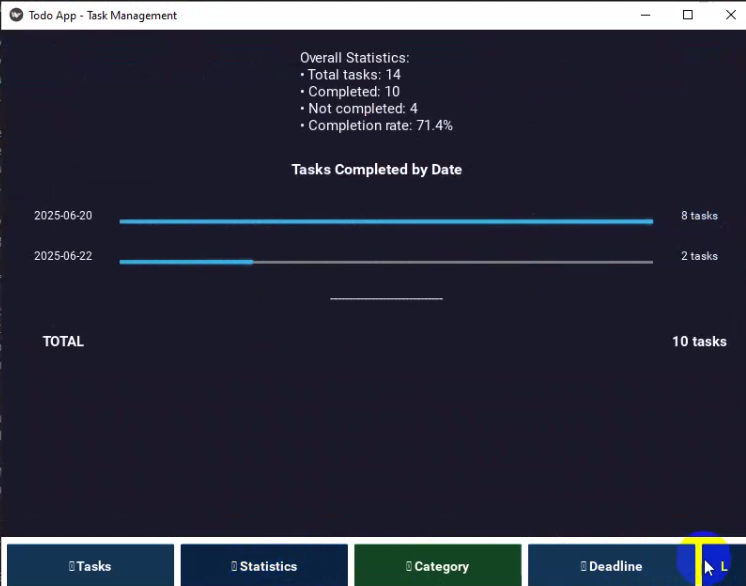 Todo App - Task Management
Overall Statistics:
• Total tasks: 14
• Completed: 10
• Not completed: 4
• Completion rate: 71.4%
Tasks Completed by Date
2025-06-20 8 tasks
2025-06-22 2 tasks
TOTAL 10 tasks
Tasks Statistics Category Deadline L